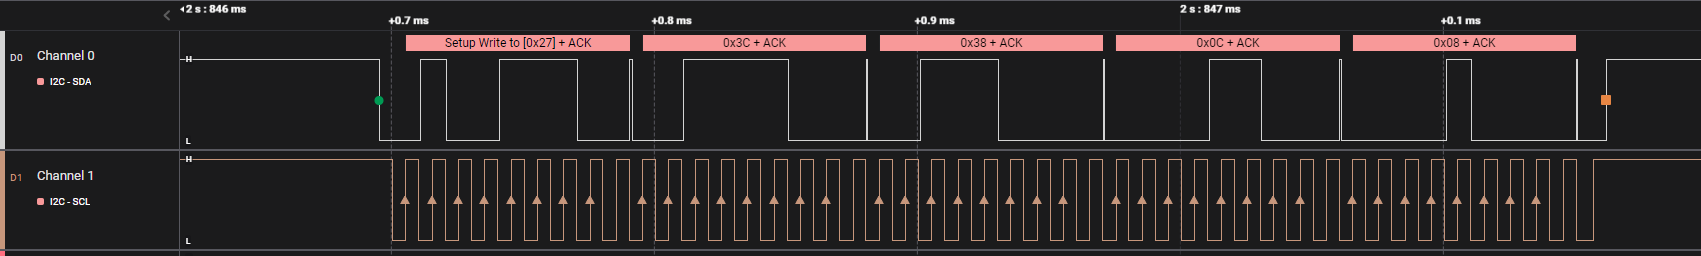 2 s : 846 ms
2 s : 847 ms
+0.7 ms
+0.8 ms
+0.9 ms
+0.1 ms
D0
Channel 0
I2C - SDA
H
L
Setup Write to [0x27] + ACK
0x3C + ACK
0x38 + ACK
0x0C + ACK
0x08 + ACK
D1
Channel 1
I2C - SCL
H
L